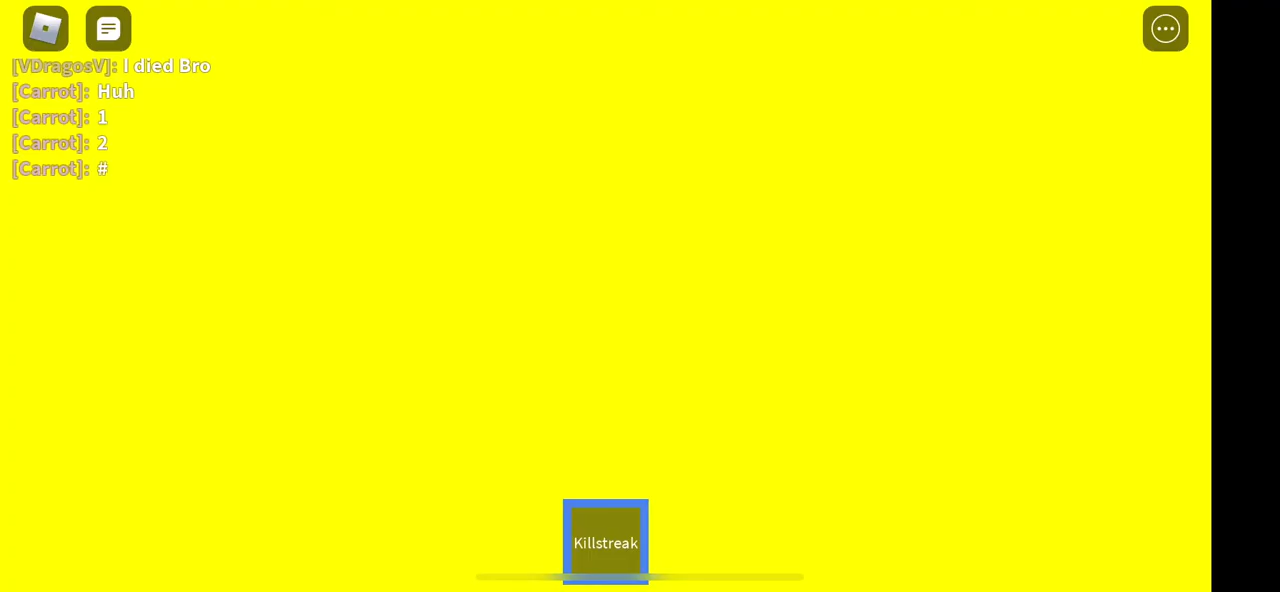 [VDragosV]: I died Bro
[Carrot]: Huh
[Carrot]: 1
[Carrot]: 2
[Carrot]: #
Killstreak